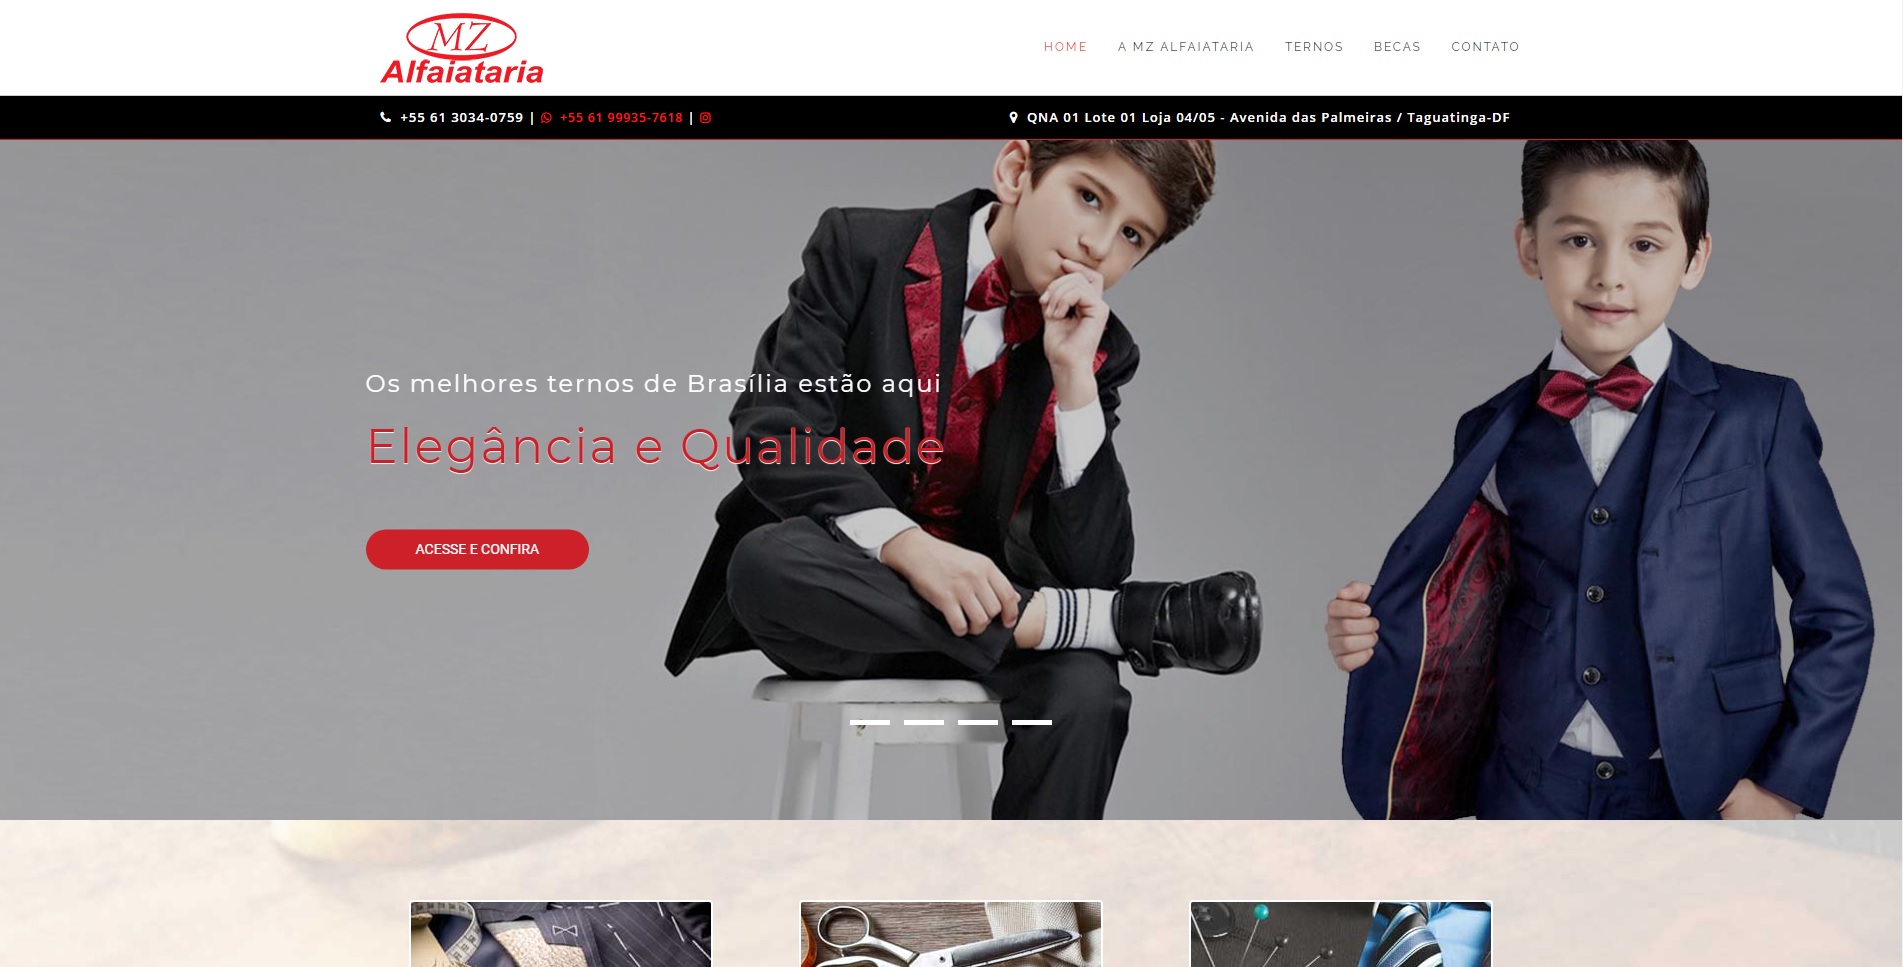 MZ
Alfaiataria
HOME
A MZ ALFAIATARIA
TERNOS
BECAS
CONTATO
+55 61 3034-0759 | +55 61 99935-7618 |
QNA 01 Lote 01 Loja 04/05 - Avenida das Palmeiras / Taguatinga-DF
Os melhores ternos de Brasília estão aqui
Elegância e Qualidade
ACESSE E CONFIRA